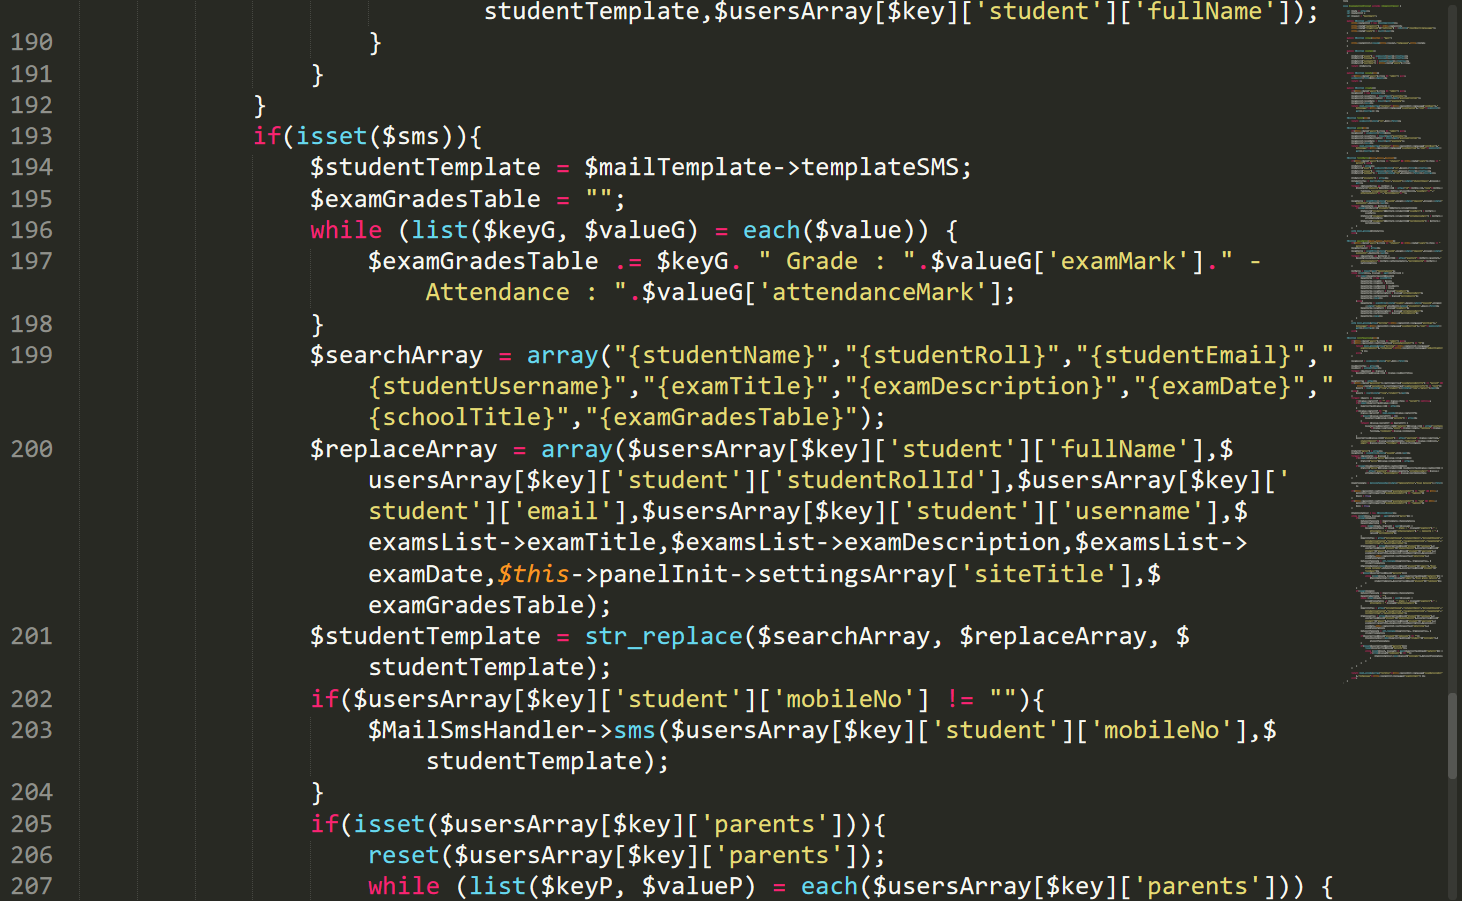 studentTemplate,$usersArray[$key]['student']['fullName']);
190 }
191 }
192 }
193 if(isset($sms)){
194 $studentTemplate = $mailTemplate->templateSMS;
195 $examGradesTable = "";
196 while (list($keyG, $valueG) = each($value)) {
197 $examGradesTable .= $keyG. " Grade : ".$valueG['examMark']." -
Attendance : ".$valueG['attendanceMark'];
198 }
199 $searchArray = array("{studentName}","{studentRoll}","{studentEmail}","
{studentUsername}","{examTitle}","{examDescription}","{examDate}","
{schoolTitle}","{examGradesTable}");
200 $replaceArray = array($usersArray[$key]['student']['fullName'],$
usersArray[$key]['student']['studentRollId'],$usersArray[$key]['
student']['email'],$usersArray[$key]['student']['username'],$
examsList->examTitle,$examsList->examDescription,$examsList->
examDate,$this->panelInit->settingsArray['siteTitle'],$
examGradesTable);
201 $studentTemplate = str_replace($searchArray, $replaceArray, $
studentTemplate);
202 if($usersArray[$key]['student']['mobileNo'] != ""){
203 $MailSmsHandler->sms($usersArray[$key]['student']['mobileNo'],$
studentTemplate);
204 }
205 if(isset($usersArray[$key]['parents'])){
206 reset($usersArray[$key]['parents']);
207 while (list($keyP, $valueP) = each($usersArray[$key]['parents'])) {